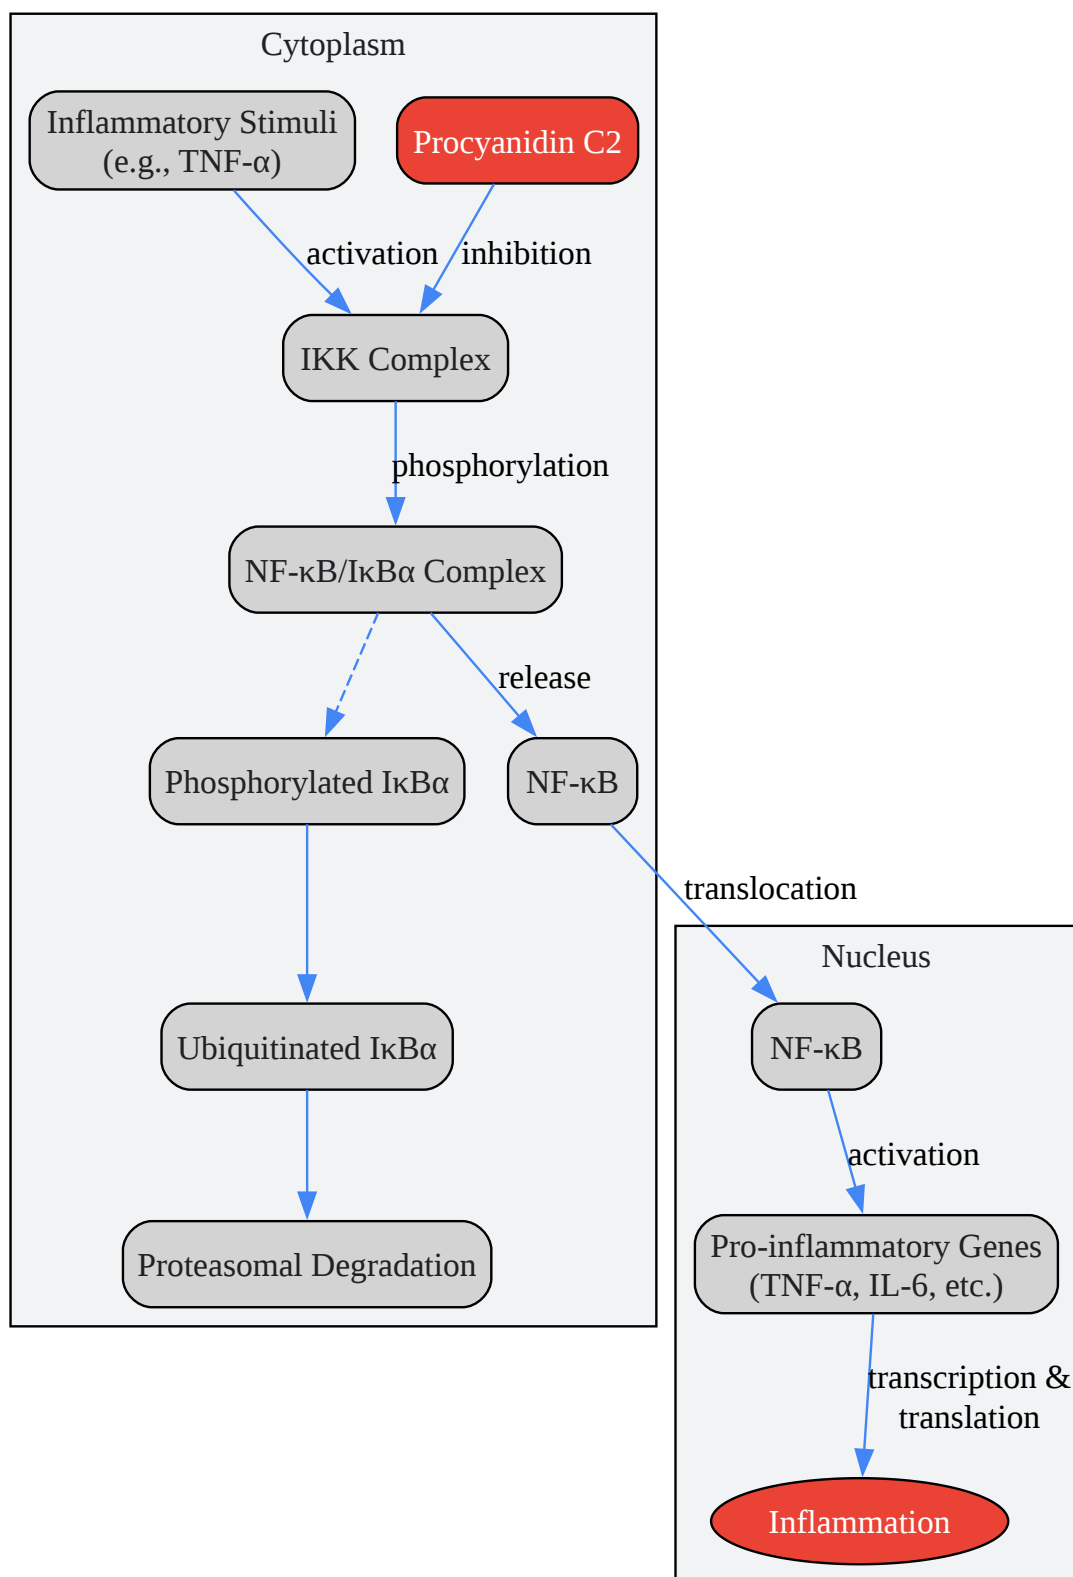 Cytoplasm
Inflammatory Stimuli
(e.g., TNF-α)
Procyanidin C2
activation
inhibition
IKK Complex
phosphorylation
NF-κB/IκBα Complex
release
Phosphorylated IκBα
NF-κB
translocation
Nucleus
Ubiquitinated IκBα
NF-κB
activation
Proteasomal Degradation
Pro-inflammatory Genes
(TNF-α, IL-6, etc.)
transcription &
translation
Inflammation